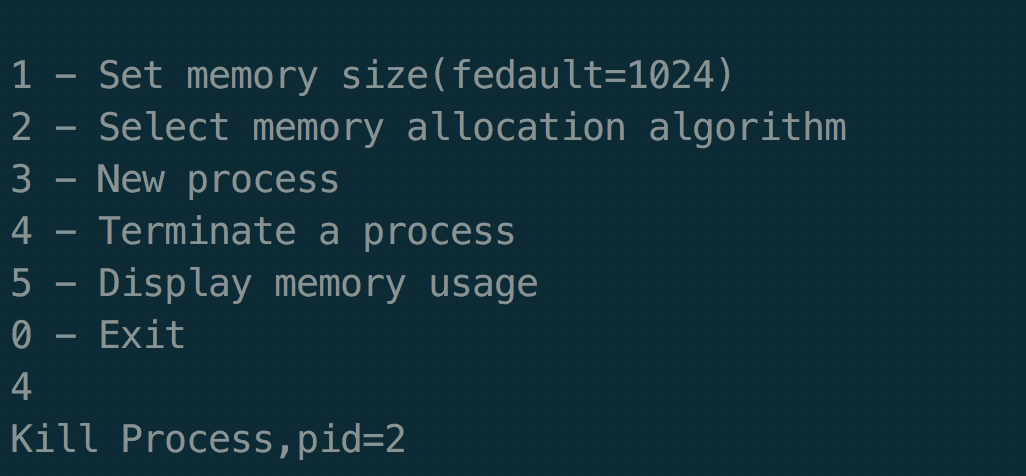 1 - Set memory size(fedault=1024)
2 - Select memory allocation algorithm
3 - New process
4 - Terminate a process
5 - Display memory usage
0 - Exit
4
Kill Process,pid=2